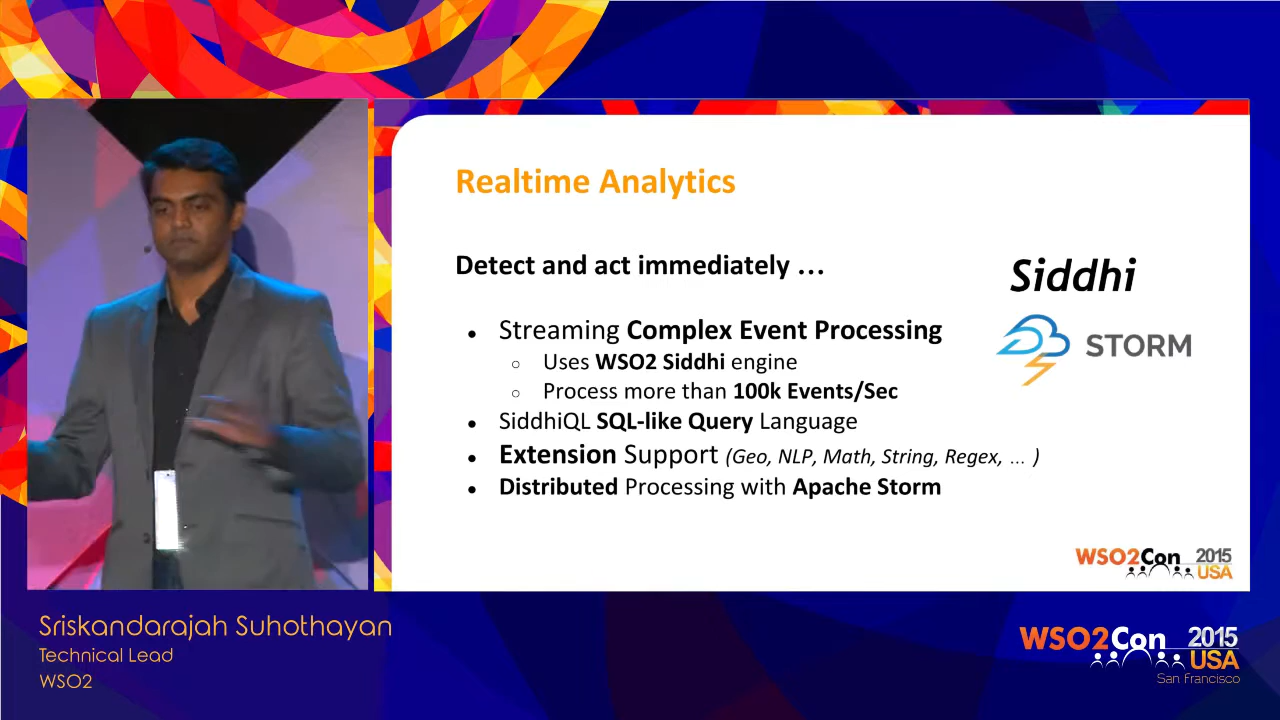 Realtime Analytics
Detect and act immediately …
Siddhi
STORM
● Streaming Complex Event Processing
○ Uses WSO2 Siddhi engine
○ Process more than 100k Events/Sec
● SiddhiQL SQL-like Query Language
● Extension Support (Geo, NLP, Math, String, Regex, ... )
● Distributed Processing with Apache Storm
WSO2Con 2015
USA
Sriskandarajah Suhothayan
Technical Lead
WSO2
WSO2Con 2015
USA
San Francisco